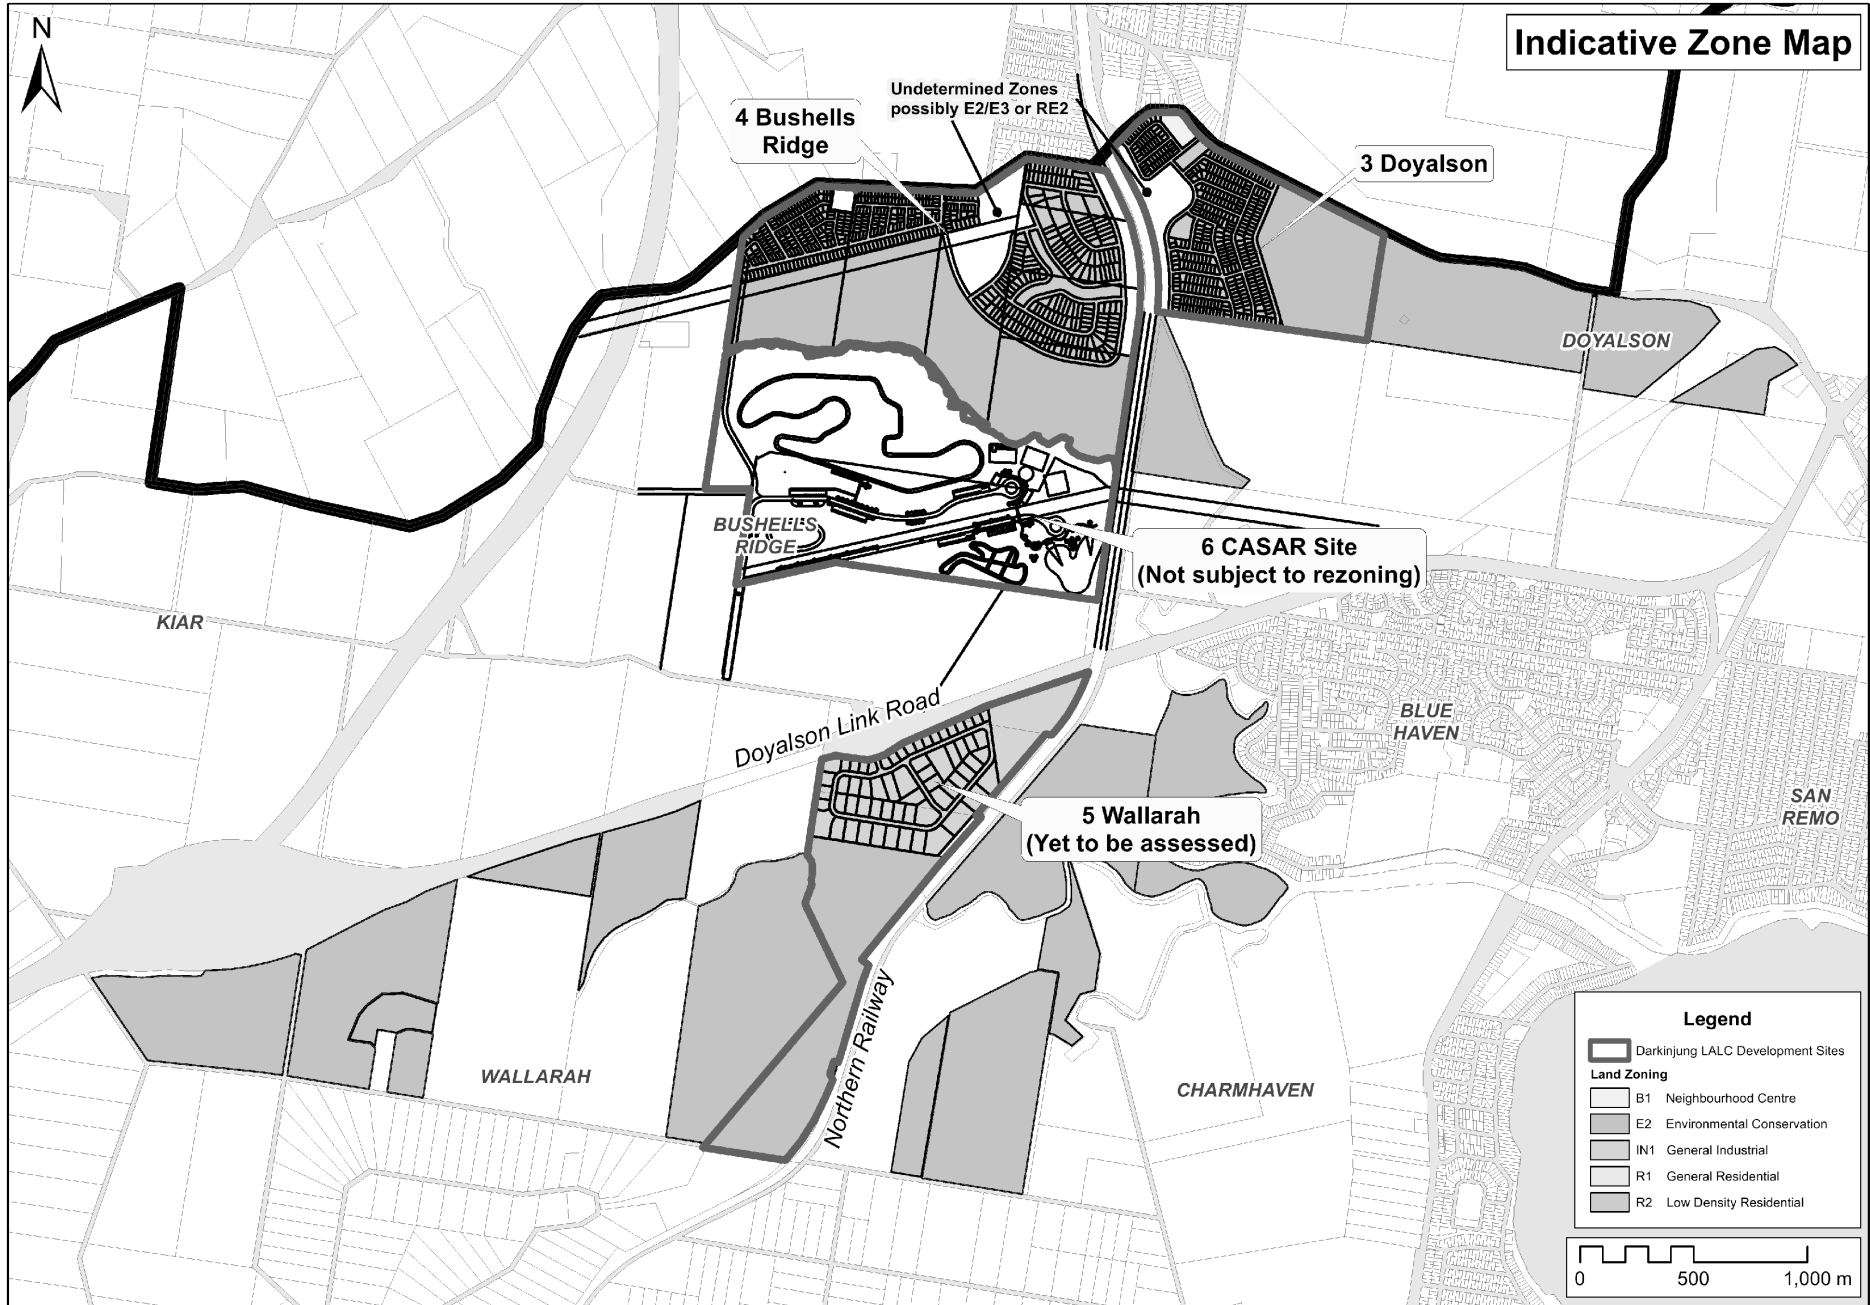 Indicative Zone Map
N
Undetermined Zones
possibly E2/E3 or RE2
4 Bushells
Ridge
3 Doyalson
DOYALSON
BUSHELLS
RIDGE
6 CASAR Site
(Not subject to rezoning)
KIAR
Doyalson Link Road
BLUE
HAVEN
SAN
REMO
5 Wallarah
(Yet to be assessed)
Northern Railway
WALLARAH
CHARMHAVEN
Legend
Darkinjung LALC Development Sites
Land Zoning
B1 Neighbourhood Centre
E2 Environmental Conservation
IN1 General Industrial
R1 General Residential
R2 Low Density Residential
0 500 1,000 m